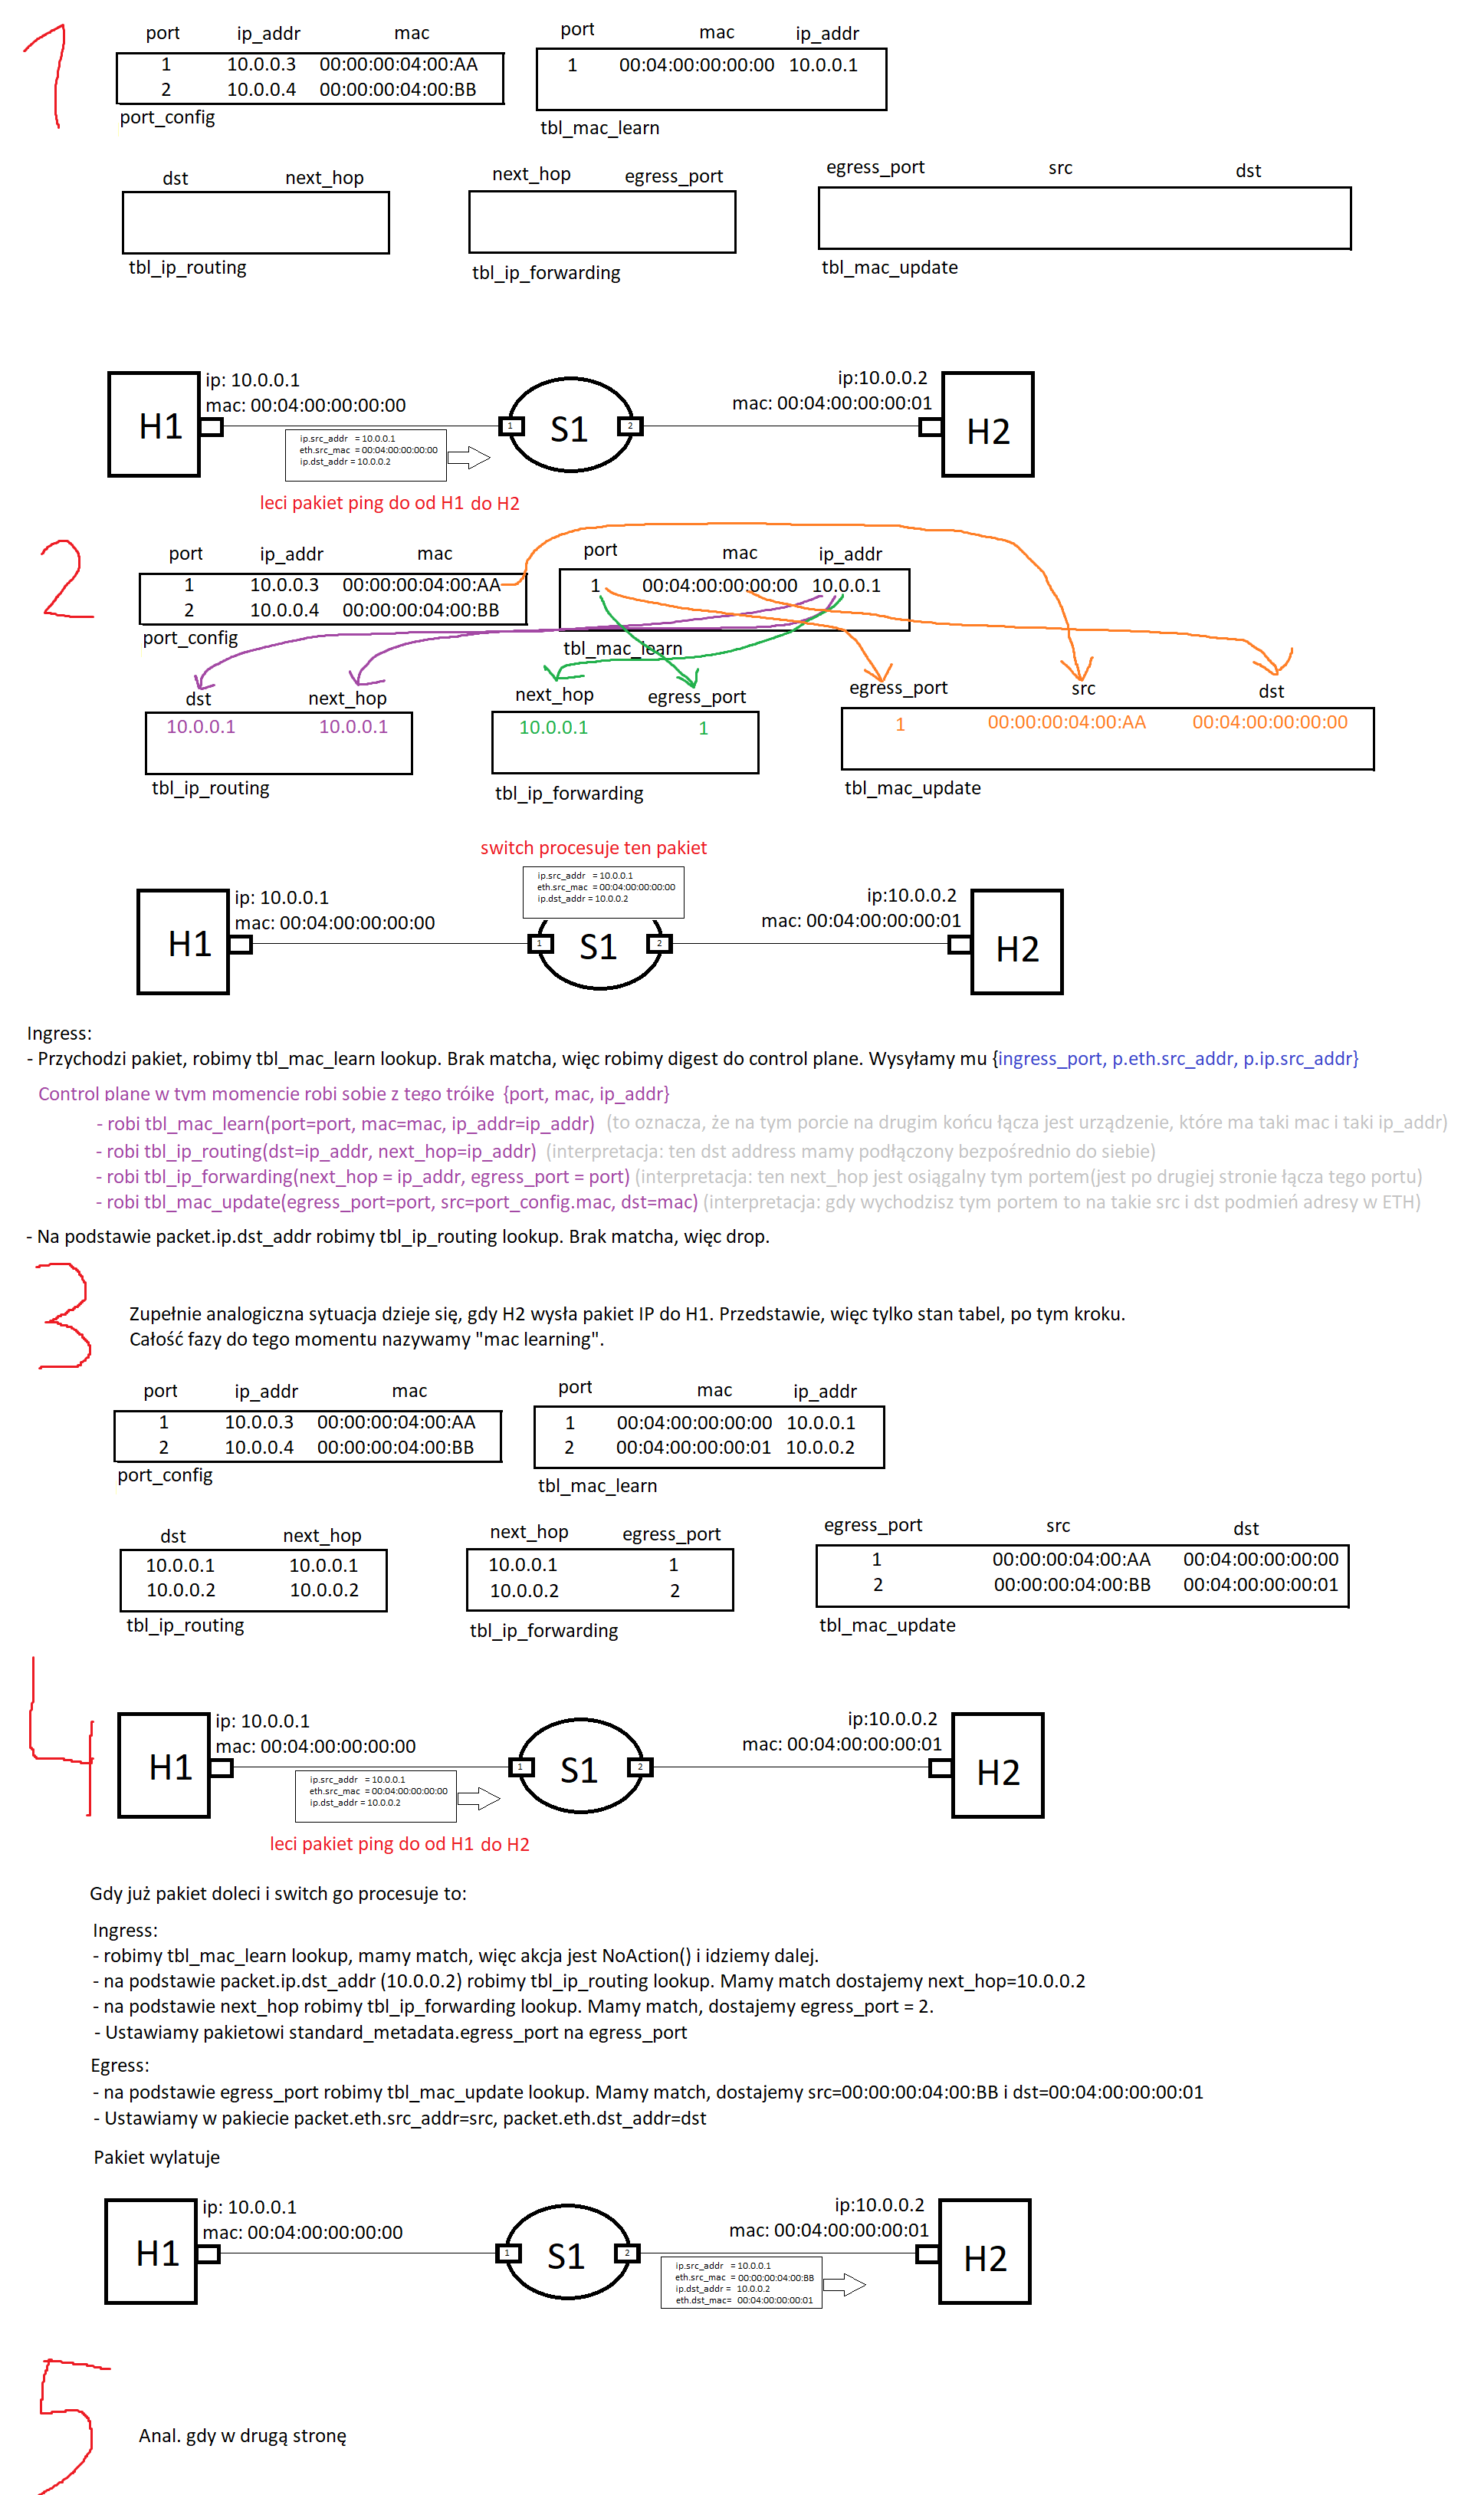 1
port ip_addr mac
1 10.0.0.3 00:00:00:04:00:AA
2 10.0.0.4 00:00:00:04:00:BB
port_config
port mac ip_addr
1 00:04:00:00:00:00 10.0.0.1
tbl_mac_learn
dst next_hop
tbl_ip_routing
next_hop egress_port
tbl_ip_forwarding
egress_port src dst
tbl_mac_update
H1
ip: 10.0.0.1
mac: 00:04:00:00:00:00
1 S1 2
ip:10.0.0.2
mac: 00:04:00:00:00:01
H2
ip.src_addr = 10.0.0.1
eth.src_mac = 00:04:00:00:00:00
ip.dst_addr = 10.0.0.2
leci pakiet ping do od H1 do H2
2
port ip_addr mac
1 10.0.0.3 00:00:00:04:00:AA
2 10.0.0.4 00:00:00:04:00:BB
port_config
port mac ip_addr
1 00:04:00:00:00:00 10.0.0.1
tbl_mac_learn
dst next_hop
10.0.0.1 10.0.0.1
tbl_ip_routing
next_hop egress_port
10.0.0.1 1
tbl_ip_forwarding
egress_port src dst
1 00:00:00:04:00:AA 00:04:00:00:00:00
tbl_mac_update
switch procesuje ten pakiet
ip.src_addr = 10.0.0.1
eth.src_mac = 00:04:00:00:00:00
ip.dst_addr = 10.0.0.2
H1
ip: 10.0.0.1
mac: 00:04:00:00:00:00
1 S1 2
ip:10.0.0.2
mac: 00:04:00:00:00:01
H2
Ingress:
- Przychodzi pakiet, robimy tbl_mac_learn lookup. Brak matcha, więc robimy digest do control plane. Wysyłamy mu {ingress_port, p.eth.src_addr, p.ip.src_addr}
Control plane w tym momencie robi sobie z tego trójkę {port, mac, ip_addr}
- robi tbl_mac_learn(port=port, mac=mac, ip_addr=ip_addr) (to oznacza, że na tym porcie na drugim końcu łącza jest urządzenie, które ma taki mac i taki ip_addr)
- robi tbl_ip_routing(dst=ip_addr, next_hop=ip_addr) (interpretacja: ten dst address mamy podłączony bezpośrednio do siebie)
- robi tbl_ip_forwarding(next_hop = ip_addr, egress_port = port) (interpretacja: ten next_hop jest osiągalny tym portem(jest po drugiej stronie łącza tego portu)
- robi tbl_mac_update(egress_port=port, src=port_config.mac, dst=mac) (interpretacja: gdy wychodzisz tym portem to na takie src i dst podmień adresy w ETH)
- Na podstawie packet.ip.dst_addr robimy tbl_ip_routing lookup. Brak matcha, więc drop.
3
Zupełnie analogiczna sytuacja dzieje się, gdy H2 wysła pakiet IP do H1. Przedstawie, więc tylko stan tabel, po tym kroku.
Całość fazy do tego momentu nazywamy "mac learning".
port ip_addr mac
1 10.0.0.3 00:00:00:04:00:AA
2 10.0.0.4 00:00:00:04:00:BB
port_config
port mac ip_addr
1 00:04:00:00:00:00 10.0.0.1
2 00:04:00:00:00:01 10.0.0.2
tbl_mac_learn
dst next_hop
10.0.0.1 10.0.0.1
10.0.0.2 10.0.0.2
tbl_ip_routing
next_hop egress_port
10.0.0.1 1
10.0.0.2 2
tbl_ip_forwarding
egress_port src dst
1 00:00:00:04:00:AA 00:04:00:00:00:00
2 00:00:00:04:00:BB 00:04:00:00:00:01
tbl_mac_update
4
H1
ip: 10.0.0.1
mac: 00:04:00:00:00:00
1 S1 2
ip:10.0.0.2
mac: 00:04:00:00:00:01
H2
ip.src_addr = 10.0.0.1
eth.src_mac = 00:04:00:00:00:00
ip.dst_addr = 10.0.0.2
leci pakiet ping do od H1 do H2
Gdy już pakiet doleci i switch go procesuje to:
Ingress:
- robimy tbl_mac_learn lookup, mamy match, więc akcja jest NoAction() i idziemy dalej.
- na podstawie packet.ip.dst_addr (10.0.0.2) robimy tbl_ip_routing lookup. Mamy match dostajemy next_hop=10.0.0.2
- na podstawie next_hop robimy tbl_ip_forwarding lookup. Mamy match, dostajemy egress_port = 2.
- Ustawiamy pakietowi standard_metadata.egress_port na egress_port
Egress:
- na podstawie egress_port robimy tbl_mac_update lookup. Mamy match, dostajemy src=00:00:00:04:00:BB i dst=00:04:00:00:00:01
- Ustawiamy w pakiecie packet.eth.src_addr=src, packet.eth.dst_addr=dst
Pakiet wylatuje
H1
ip: 10.0.0.1
mac: 00:04:00:00:00:00
1 S1 2
ip:10.0.0.2
mac: 00:04:00:00:00:01
H2
ip.src_addr = 10.0.0.1
eth.src_mac = 00:00:00:04:00:BB
ip.dst_addr = 10.0.0.2
eth.dst_mac= 00:04:00:00:00:01
5
Anal. gdy w drugą stronę